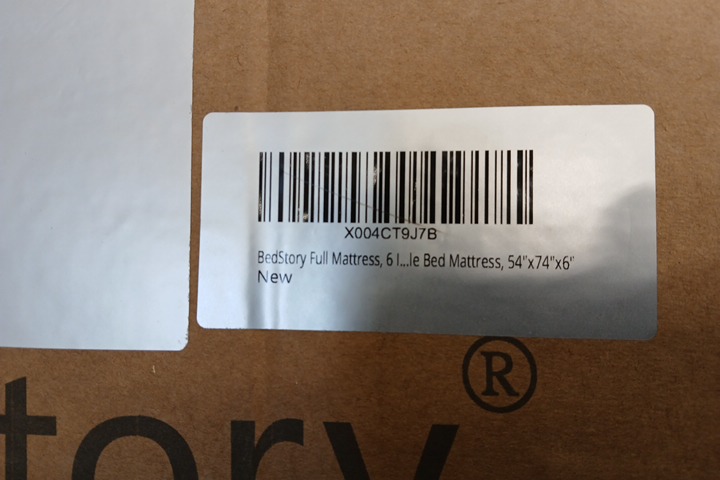 X004CT9J7B
BedStory Full Mattress, 6 I...le Bed Mattress, 54"x74"x6"
New
tory®